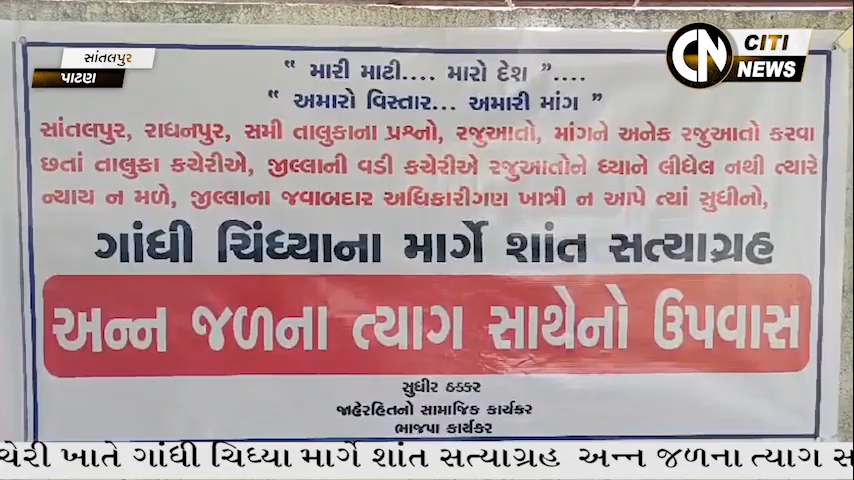 સાંતલપુર
પાટણ
CN CITI NEWS
“ મારી માટી.... મારો દેશ ”....
“ અમારો વિસ્તાર... અમારી માંગ ”
સાંતલપુર, રાધનપુર, સમી તાલુકાના પ્રશ્નો, રજુઆતો, માંગને અનેક રજુઆતો કરવા
છતાં તાલુકા કચેરીએ, જીલ્લાની વડી કચેરીએ રજુઆતોને ધ્યાને લીધેલ નથી ત્યારે
ન્યાય ન મળે, જીલ્લાના જવાબદાર અધિકારીગણ ખાત્રી ન આપે ત્યાં સુધીનો,
ગાંધી ચિંધ્યાના માર્ગે શાંત સત્યાગ્રહ
અન્ન જળના ત્યાગ સાથેનો ઉપવાસ
સુધીર ઠક્કર
જાહેરહિતનો સામાજિક કાર્યકર
ભાજપા કાર્યકર
ચેરી ખાતે ગાંધી ચિધ્યા માર્ગે શાંત સત્યાગ્રહ અન્ન જળના ત્યાગ સ